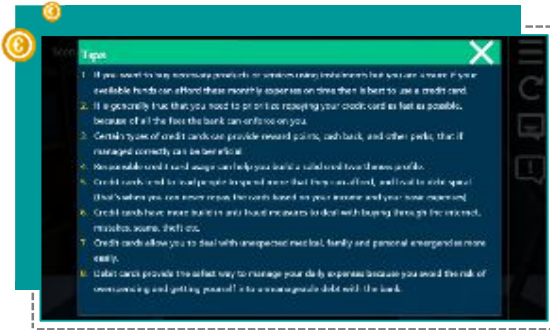 Tips
1. If you want to buy necessary products or services using instalments but you are unsure if your
available funds can afford these monthly expenses on time then is best to use a credit card.
2. It is generally true that you need to prioritize repaying your credit card as fast as possible,
because of all the fees the bank can enforce on you.
3. Certain types of credit cards can provide reward points, cash back, and other perks, that if
managed correctly can be beneficial
4. Responsible credit card usage can help you build a solid creditworthiness profile.
5. Credit cards tend to lead people to spend more that they can afford, and lead to debt spiral
(that's when you can never repay the cards based on your income and your basic expenses)
6. Credit cards have more build in anti fraud measures to deal with buying through the internet,
mistakes, scams, theft etc.
7. Credit cards allow you to deal with unexpected medical, family and personal emergencies more
easily.
8. Debit cards provide the safest way to manage your daily expenses because you avoid the risk of
overspending and getting yourself into unmanageable debt with the bank.